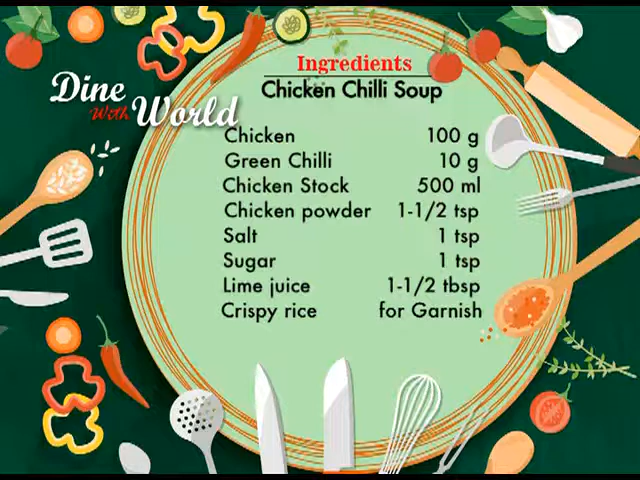 Dine
With World
Ingredients
Chicken Chilli Soup
Chicken 100 g
Green Chilli 10 g
Chicken Stock 500 ml
Chicken powder 1-1/2 tsp
Salt 1 tsp
Sugar 1 tsp
Lime juice 1-1/2 tbsp
Crispy rice for Garnish